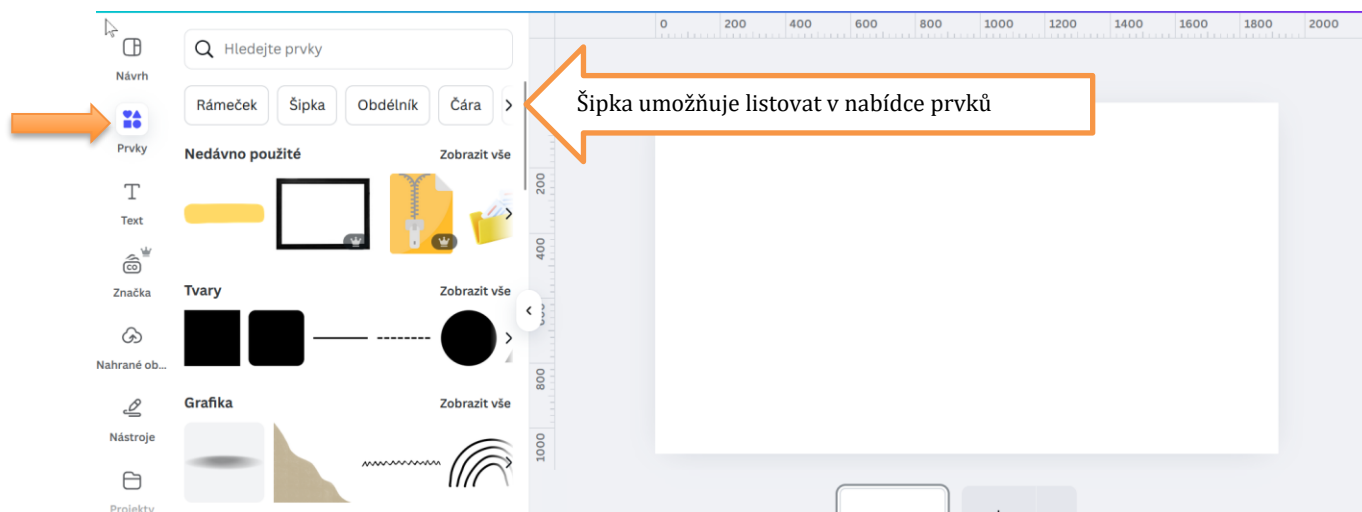 0 200 400 600 800 1000 1200 1400 1600 1800 2000
Návrh
Prvky
Text
CO
Značka
Nahrané ob...
Nástroje
Projekty
Hledejte prvky
Rámeček Šipka Obdélník Čára
Šipka umožňuje listovat v nabídce prvků
Nedávno použité Zobrazit vše
Tvary Zobrazit vše
Grafika Zobrazit vše
200
400
800
1000